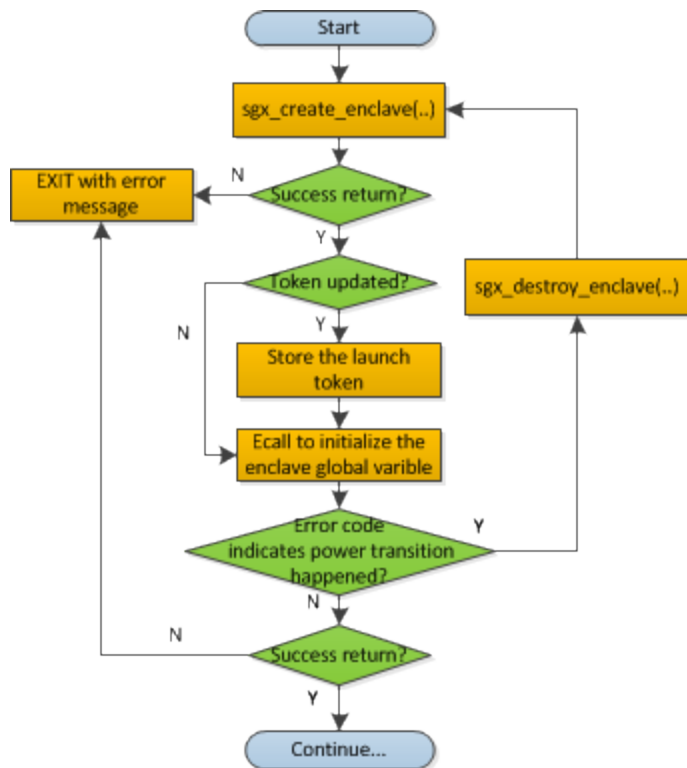 Start
sgx_create_enclave(..)
EXIT with error
message
N
Success return?
Y
Token updated?
sgx_destroy_enclave(..)
N
Y
Store the launch
token
Ecall to initialize the
enclave global varible
Error code
indicates power transition
happened?
Y
N
N
Success return?
Y
Continue...